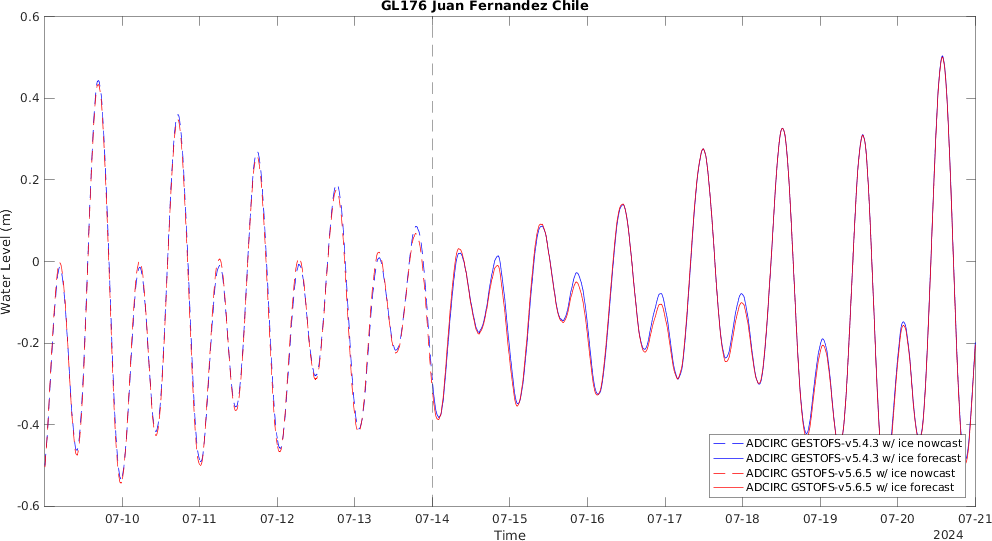 GL176 Juan Fernandez Chile
0.6
0.4
0.2
0
-0.2
-0.4
-0.6
Water Level (m)
ADCIRC GESTOFS-v5.4.3 w/ ice nowcast
ADCIRC GESTOFS-v5.4.3 w/ ice forecast
ADCIRC GSTOFS-v5.6.5 w/ ice nowcast
ADCIRC GSTOFS-v5.6.5 w/ ice forecast
07-10 07-11 07-12 07-13 07-14 07-15 07-16 07-17 07-18 07-19 07-20 07-21
Time
2024